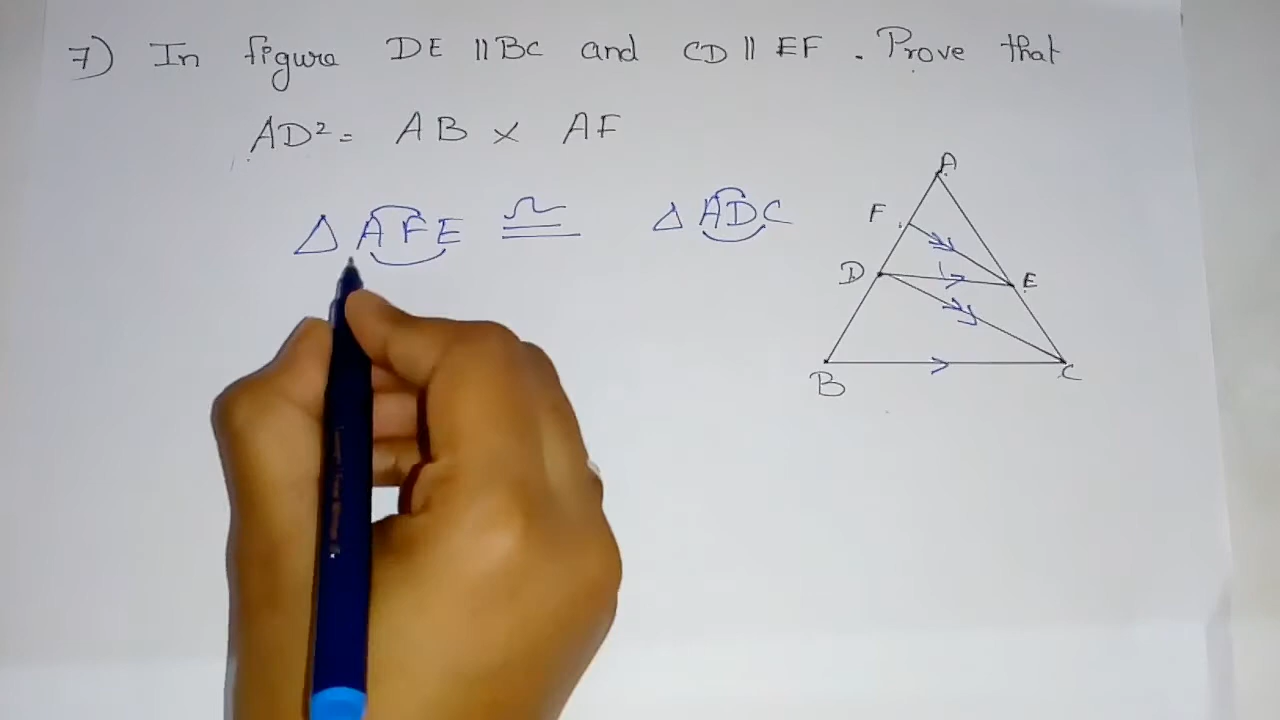 7) In figure DE || BC and CD || EF . Prove that
AD² = AB × AF
△ AFE ≅ △ ADC
A
F
D
E
B
C